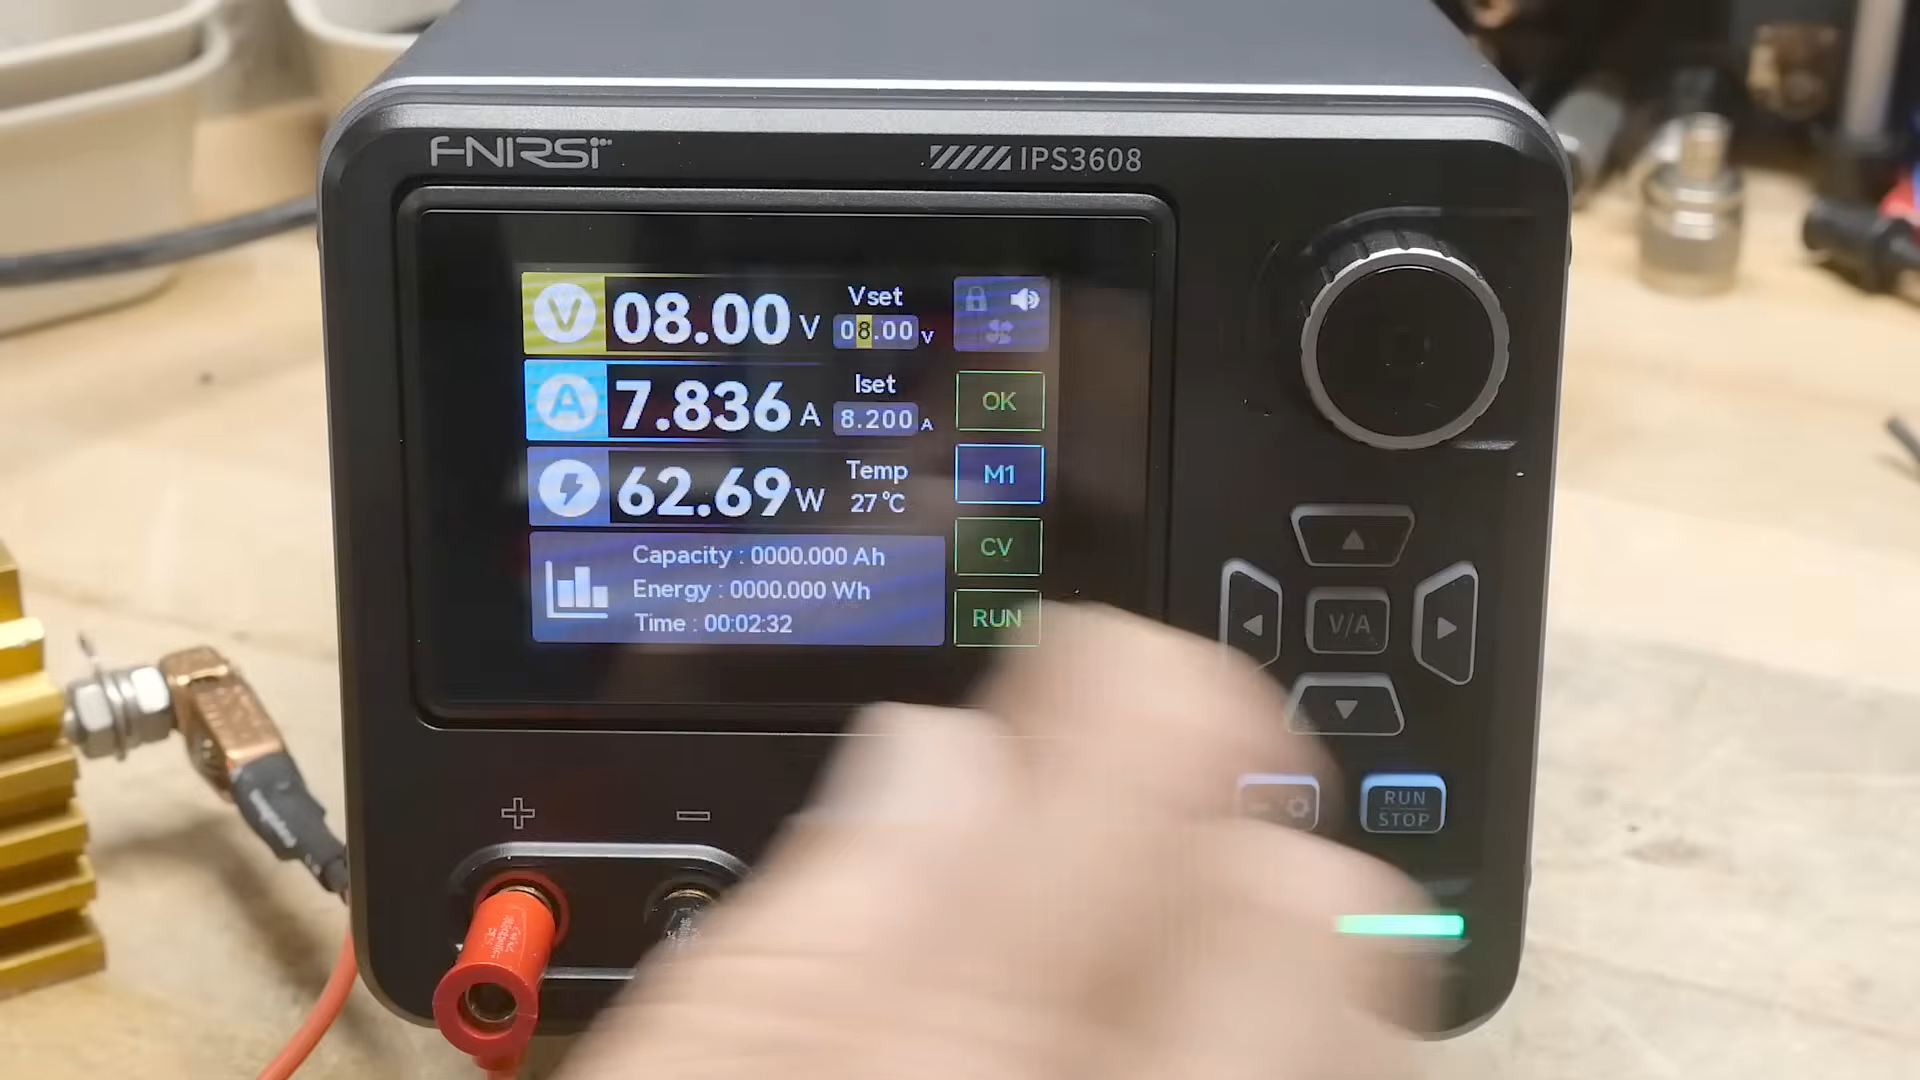 FNIRSI
IPS3608
V 08.00 V
Vset
08.00 V
A 7.836 A
Iset
8.200 A
62.69 W
Temp
27 °C
Capacity : 0000.000 Ah
Energy : 0000.000 Wh
Time : 00:02:32
OK
M1
CV
RUN
V/A
RUN
STOP